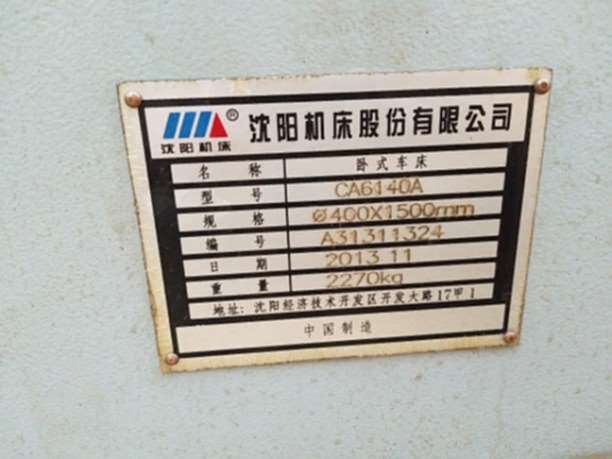 沈阳机床® 沈阳机床股份有限公司
名 称 卧式车床
型 号 CA6140A
规 格 Ø400X1500mm
编 号 A31311324
日 期 2013 11
重 量 2270kg
地址: 沈阳经济技术开发区开发大路17甲1
中国制造